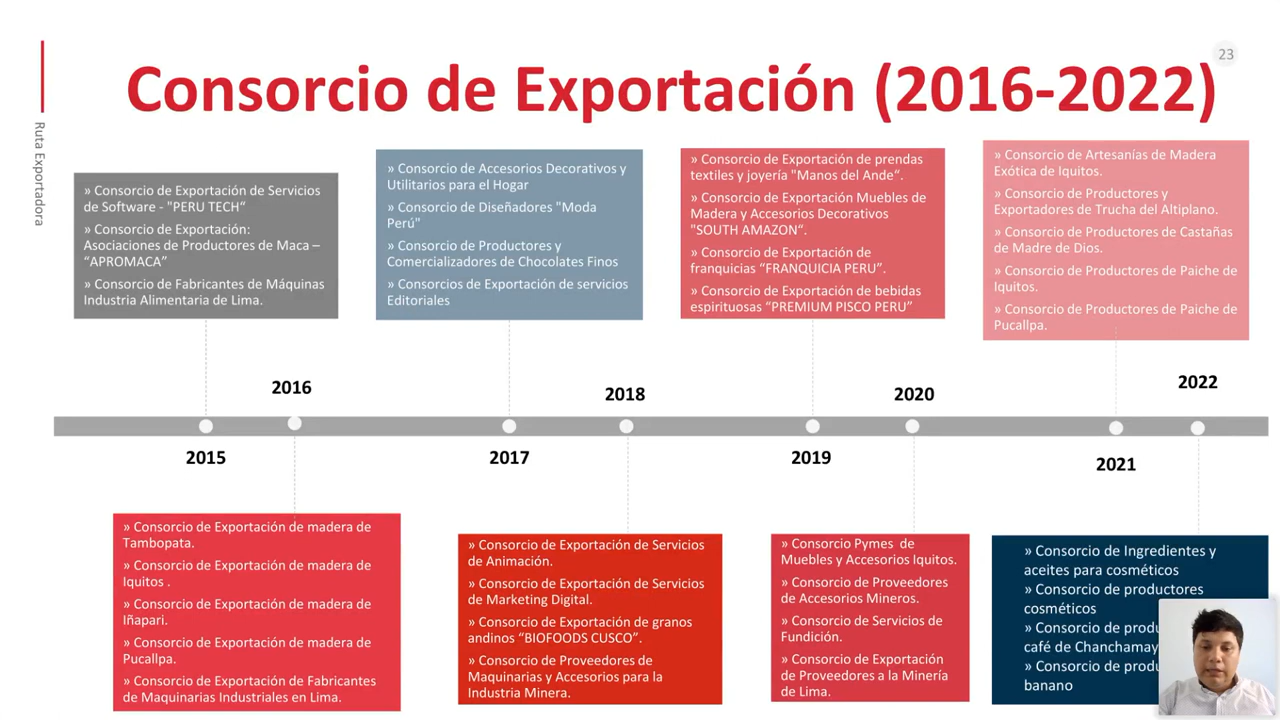 23
Consorcio de Exportación (2016-2022)
Ruta Exportadora
» Consorcio de Exportación de Servicios
de Software - "PERU TECH“
» Consorcio de Exportación:
Asociaciones de Productores de Maca –
“APROMACA”
» Consorcio de Fabricantes de Máquinas
Industria Alimentaria de Lima.
» Consorcio de Accesorios Decorativos y
Utilitarios para el Hogar
» Consorcio de Diseñadores "Moda
Perú"
» Consorcio de Productores y
Comercializadores de Chocolates Finos
» Consorcios de Exportación de servicios
Editoriales
» Consorcio de Exportación de prendas
textiles y joyería "Manos del Ande“.
» Consorcio de Exportación Muebles de
Madera y Accesorios Decorativos
"SOUTH AMAZON“.
» Consorcio de Exportación de
franquicias “FRANQUICIA PERU”.
» Consorcio de Exportación de bebidas
espirituosas “PREMIUM PISCO PERU”
» Consorcio de Artesanías de Madera
Exótica de Iquitos.
» Consorcio de Productores y
Exportadores de Trucha del Altiplano.
» Consorcio de Productores de Castañas
de Madre de Dios.
» Consorcio de Productores de Paiche de
Iquitos.
» Consorcio de Productores de Paiche de
Pucallpa.
2016
2018
2020
2022
2015
2017
2019
2021
» Consorcio de Exportación de madera de
Tambopata.
» Consorcio de Exportación de madera de
Iquitos .
» Consorcio de Exportación de madera de
Iñapari.
» Consorcio de Exportación de madera de
Pucallpa.
» Consorcio de Exportación de Fabricantes
de Maquinarias Industriales en Lima.
» Consorcio de Exportación de Servicios
de Animación.
» Consorcio de Exportación de Servicios
de Marketing Digital.
» Consorcio de Exportación de granos
andinos “BIOFOODS CUSCO”.
» Consorcio de Proveedores de
Maquinarias y Accesorios para la
Industria Minera.
» Consorcio Pymes de
Muebles y Accesorios Iquitos.
» Consorcio de Proveedores
de Accesorios Mineros.
» Consorcio de Servicios de
Fundición.
» Consorcio de Exportación
de Proveedores a la Minería
de Lima.
» Consorcio de Ingredientes y
aceites para cosméticos
» Consorcio de productores
cosméticos
» Consorcio de produ
café de Chanchamay
» Consorcio de produ
banano